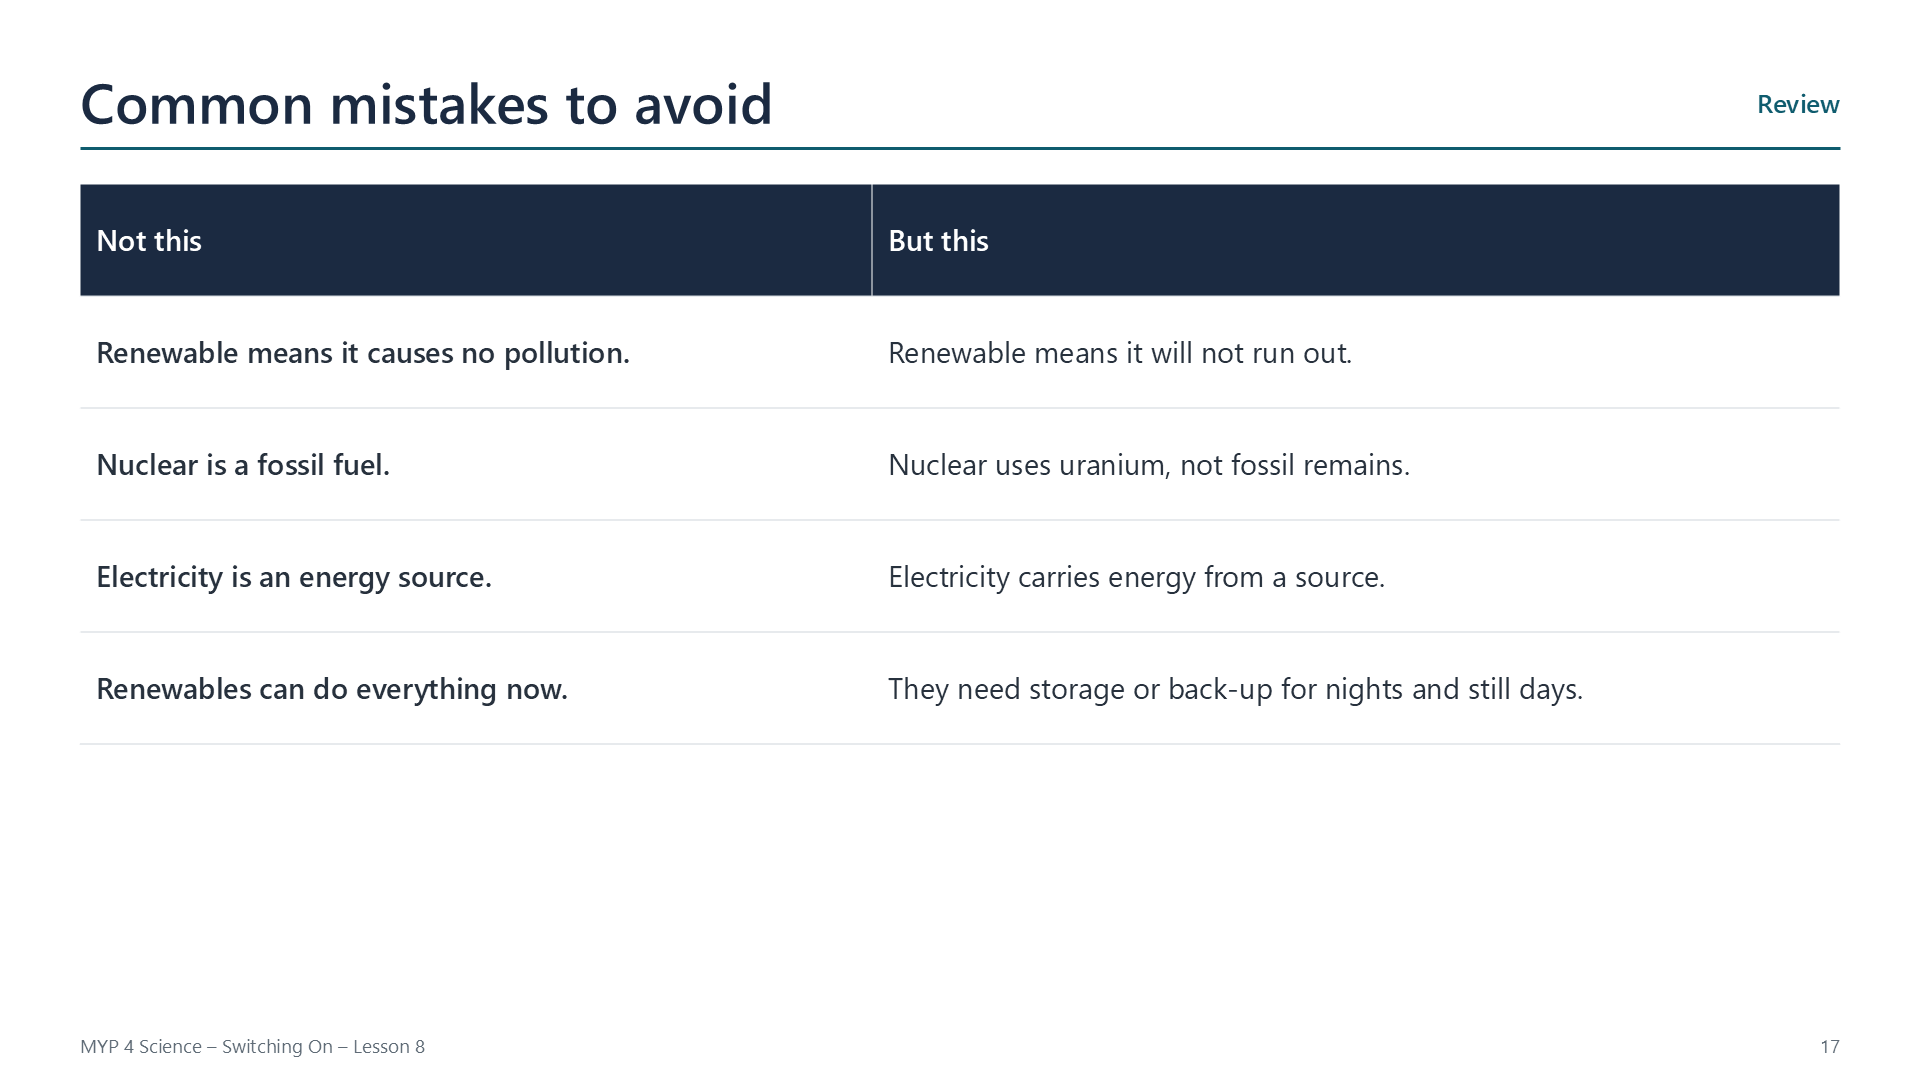 Common mistakes to avoid
Review
Not this
But this
Renewable means it causes no pollution.
Renewable means it will not run out.
Nuclear is a fossil fuel.
Nuclear uses uranium, not fossil remains.
Electricity is an energy source.
Electricity carries energy from a source.
Renewables can do everything now.
They need storage or back-up for nights and still days.
MYP 4 Science – Switching On – Lesson 8
17